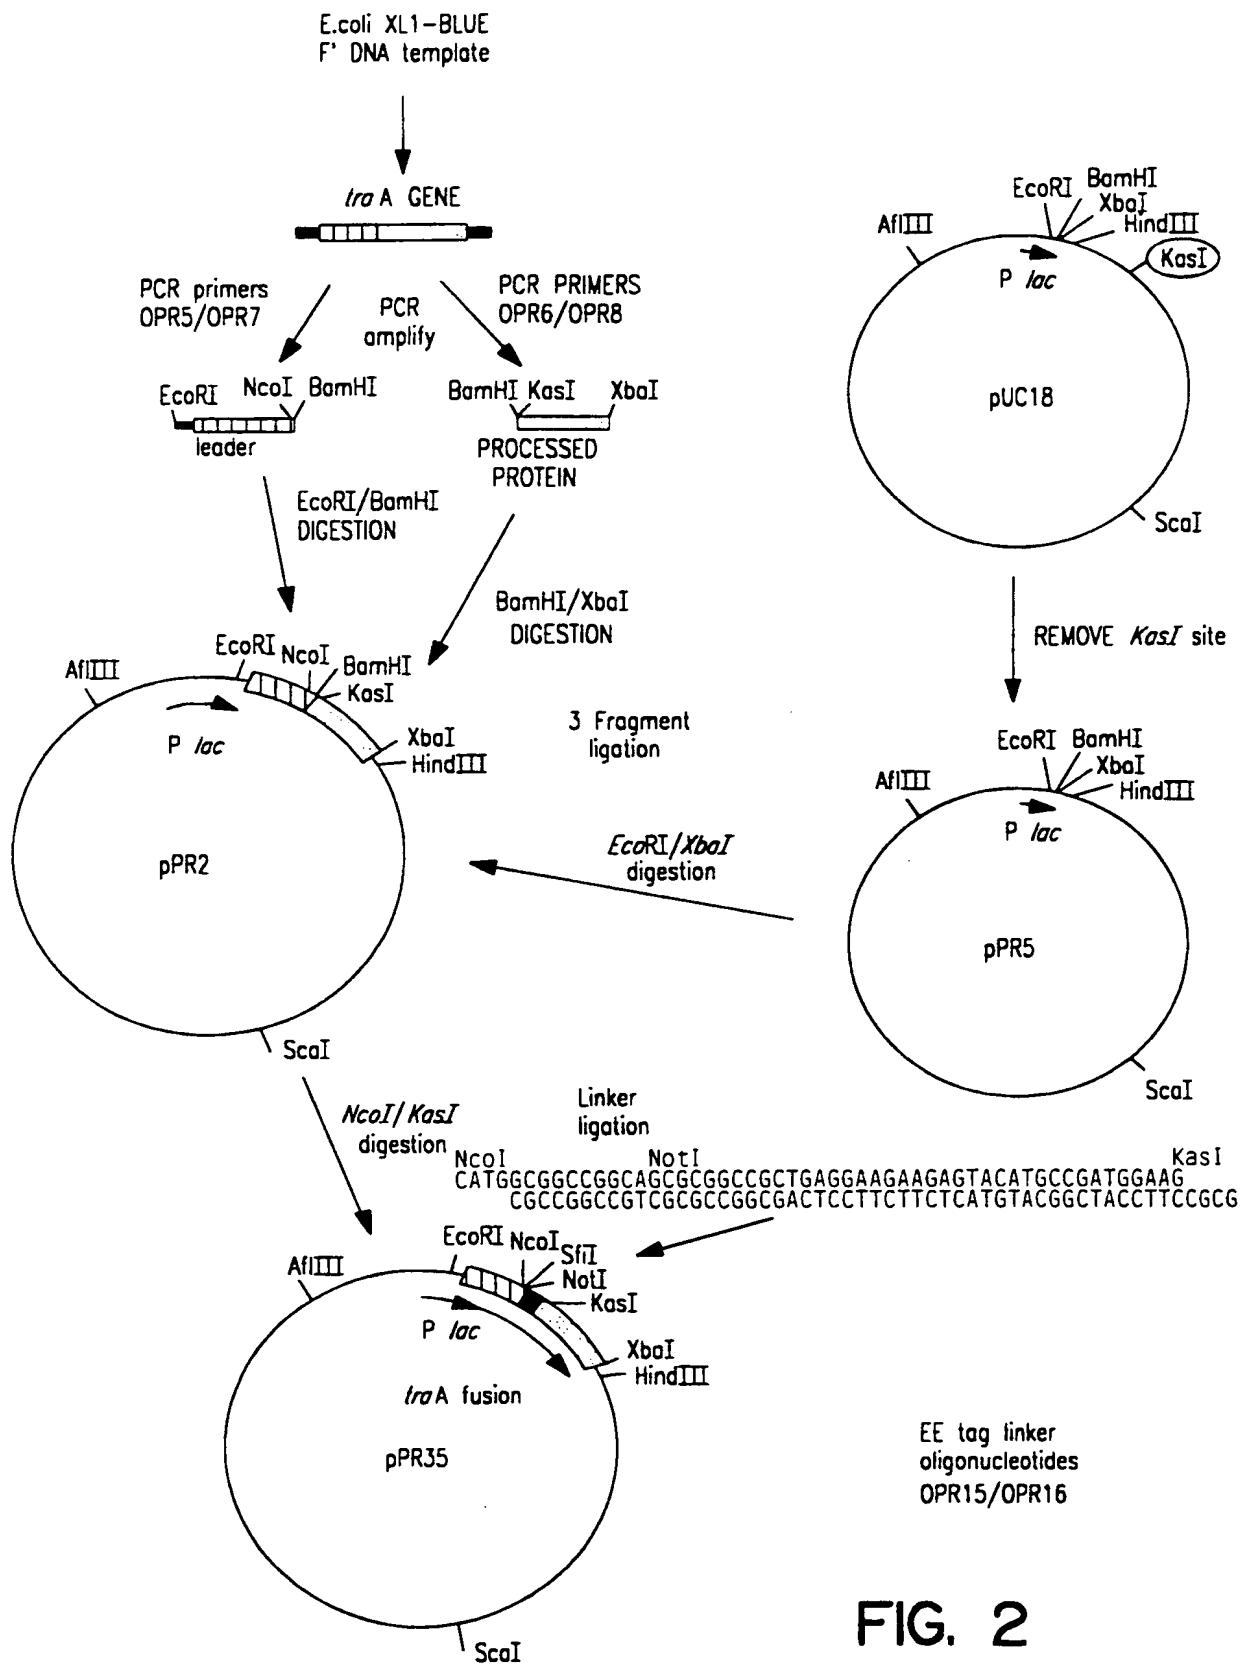 E.coli XL1-BLUE
F' DNA template
tra A GENE
PCR primers
OPR5/OPR7
PCR
amplify
PCR PRIMERS
OPR6/OPR8
EcoRI
NcoI
BamHI
leader
BamHI
KasI
XbaI
PROCESSED
PROTEIN
EcoRI/BamHI
DIGESTION
BamHI/XbaI
DIGESTION
AflIII
EcoRI
BamHI
XbaI
HindIII
KasI
P lac
pUC18
ScaI
REMOVE KasI site
AflIII
EcoRI
NcoI
BamHI
KasI
XbaI
HindIII
P lac
pPR2
ScaI
3 Fragment
ligation
EcoRI/XbaI
digestion
AflIII
EcoRI
BamHI
XbaI
HindIII
P lac
pPR5
ScaI
NcoI/KasI
digestion
Linker
ligation
NcoI NotI KasI
CATGGCGGCCGGCAGCGCGGCCGCTGAGGAAGAAGAGTACATGCCGATGGAAG
CGCCGGCCGTCGCGCCGGCGACTCCTTCTTCTCATGTACGGCTACCTTCCGCG
AflIII
EcoRI
NcoI
SfiI
NotI
KasI
XbaI
HindIII
P lac
traA fusion
pPR35
ScaI
EE tag linker
oligonucleotides
OPR15/OPR16
FIG. 2